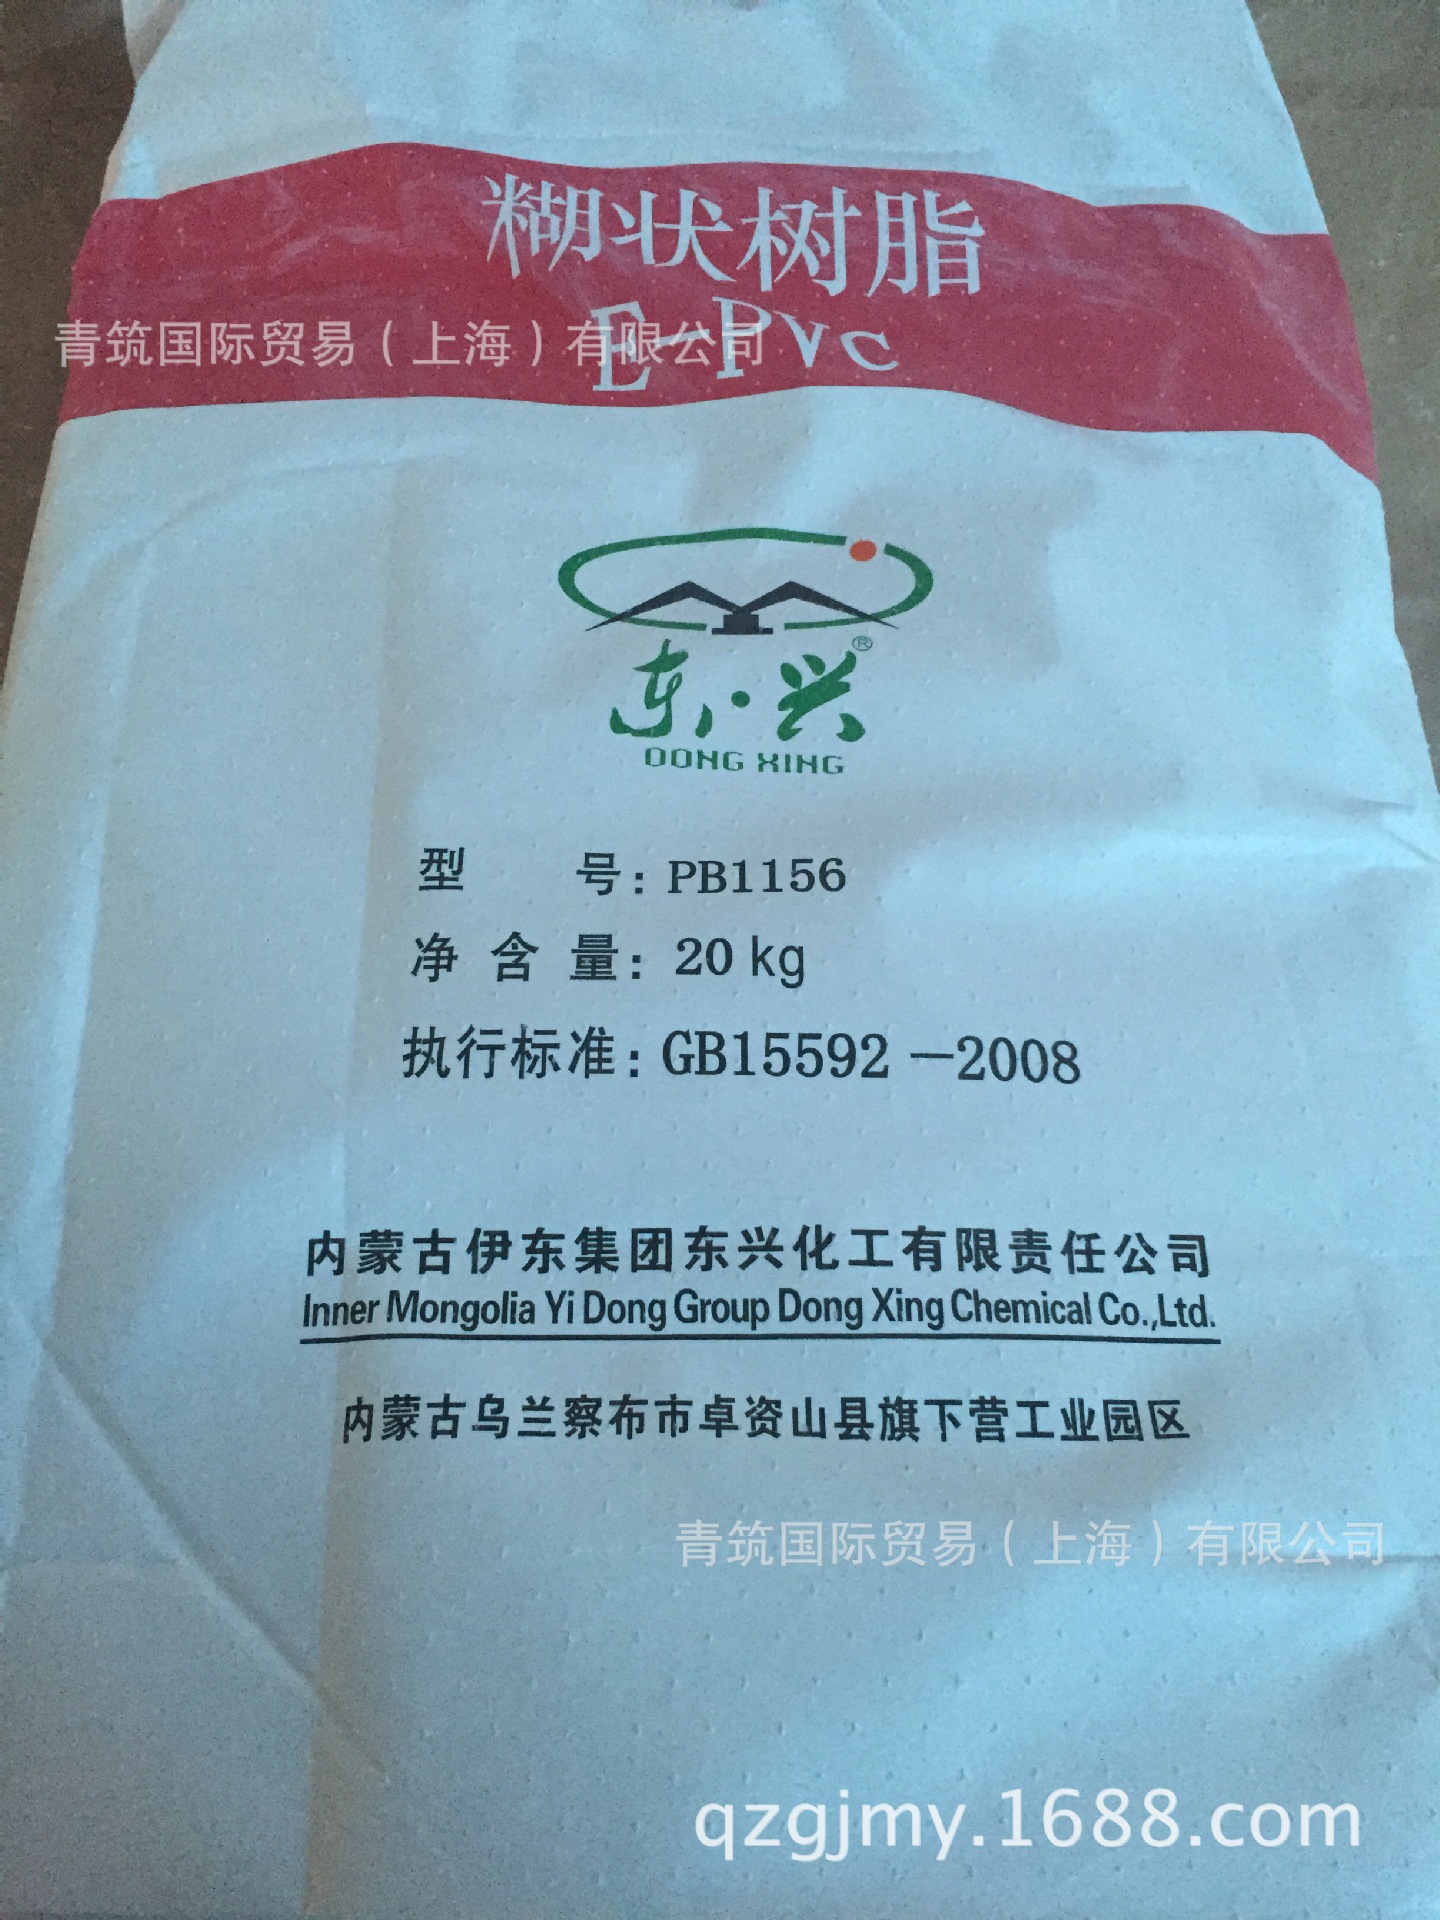 糊状树脂
E-PVC
青筑国际贸易（上海）有限公司
东·兴®
DONG XING
型 号: PB1156
净 含 量: 20 kg
执行标准: GB15592-2008
内蒙古伊东集团东兴化工有限责任公司
Inner Mongolia Yi Dong Group Dong Xing Chemical Co.,Ltd.
内蒙古乌兰察布市卓资山县旗下营工业园区
青筑国际贸易（上海）有限公司
qzgjmy.1688.com